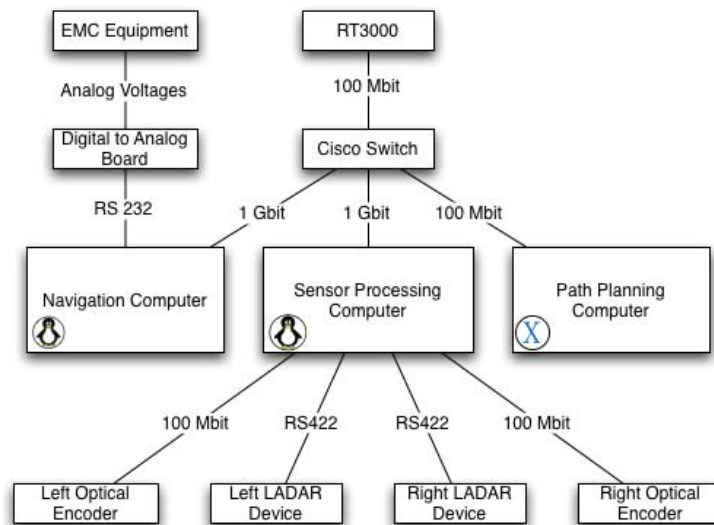 EMC Equipment
RT3000
Analog Voltages
100 Mbit
Digital to Analog
Board
Cisco Switch
RS 232
1 Gbit
1 Gbit
100 Mbit
Navigation Computer
Sensor Processing
Computer
Path Planning
Computer
X
100 Mbit
RS422
RS422
100 Mbit
Left Optical
Encoder
Left LADAR
Device
Right LADAR
Device
Right Optical
Encoder